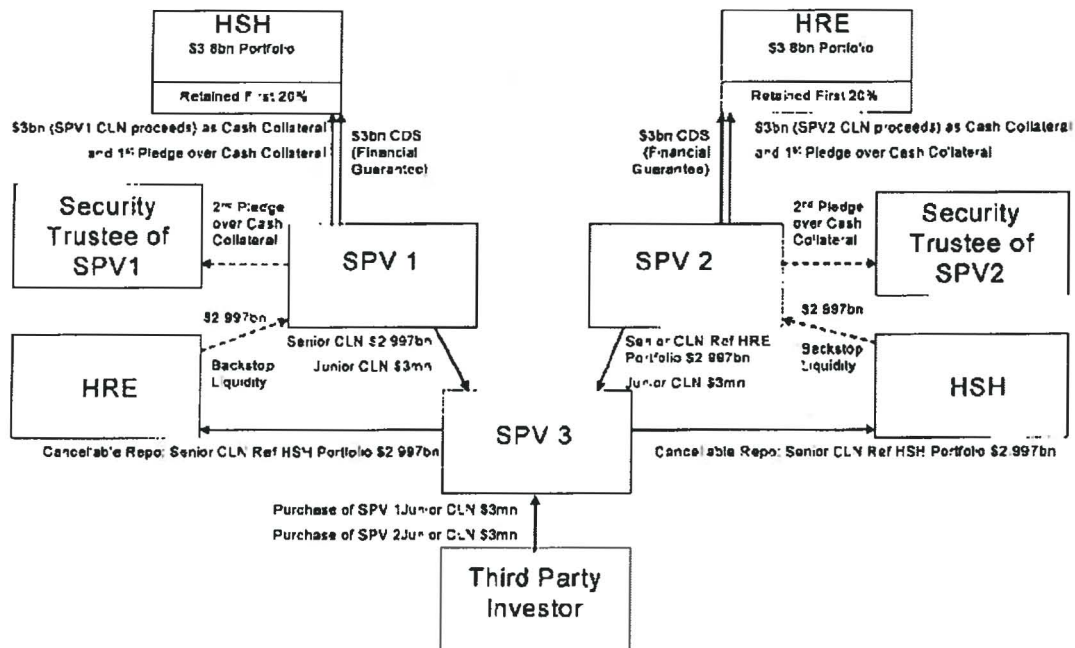 HSH
$3 8bn Portfolio
Retained First 20%
HRE
$3 8bn Portfolio
Retained First 20%
$3bn (SPV1 CLN proceeds) as Cash Collateral
and 1st Pledge over Cash Collateral
$3bn CDS
(Financial
Guarantee)
$3bn CDS
(Financial
Guarantee)
$3bn (SPV2 CLN proceeds) as Cash Collateral
and 1st Pledge over Cash Collateral
Security
Trustee of
SPV1
2nd Pledge
over Cash
Collateral
SPV 1
SPV 2
2nd Pledge
over Cash
Collateral
Security
Trustee of
SPV2
$2 997bn
Backstop
Liquidity
HRE
Senior CLN $2 997bn
Junior CLN $3mn
Senior CLN Ref HRE
Portfolio $2 997bn
Junior CLN $3mn
$2 997bn
Backstop
Liquidity
HSH
SPV 3
Cancellable Repo: Senior CLN Ref HSH Portfolio $2 997bn
Cancellable Repo: Senior CLN Ref HSH Portfolio $2.997bn
Purchase of SPV 1Junior CLN $3mn
Purchase of SPV 2Junior CLN $3mn
Third Party
Investor